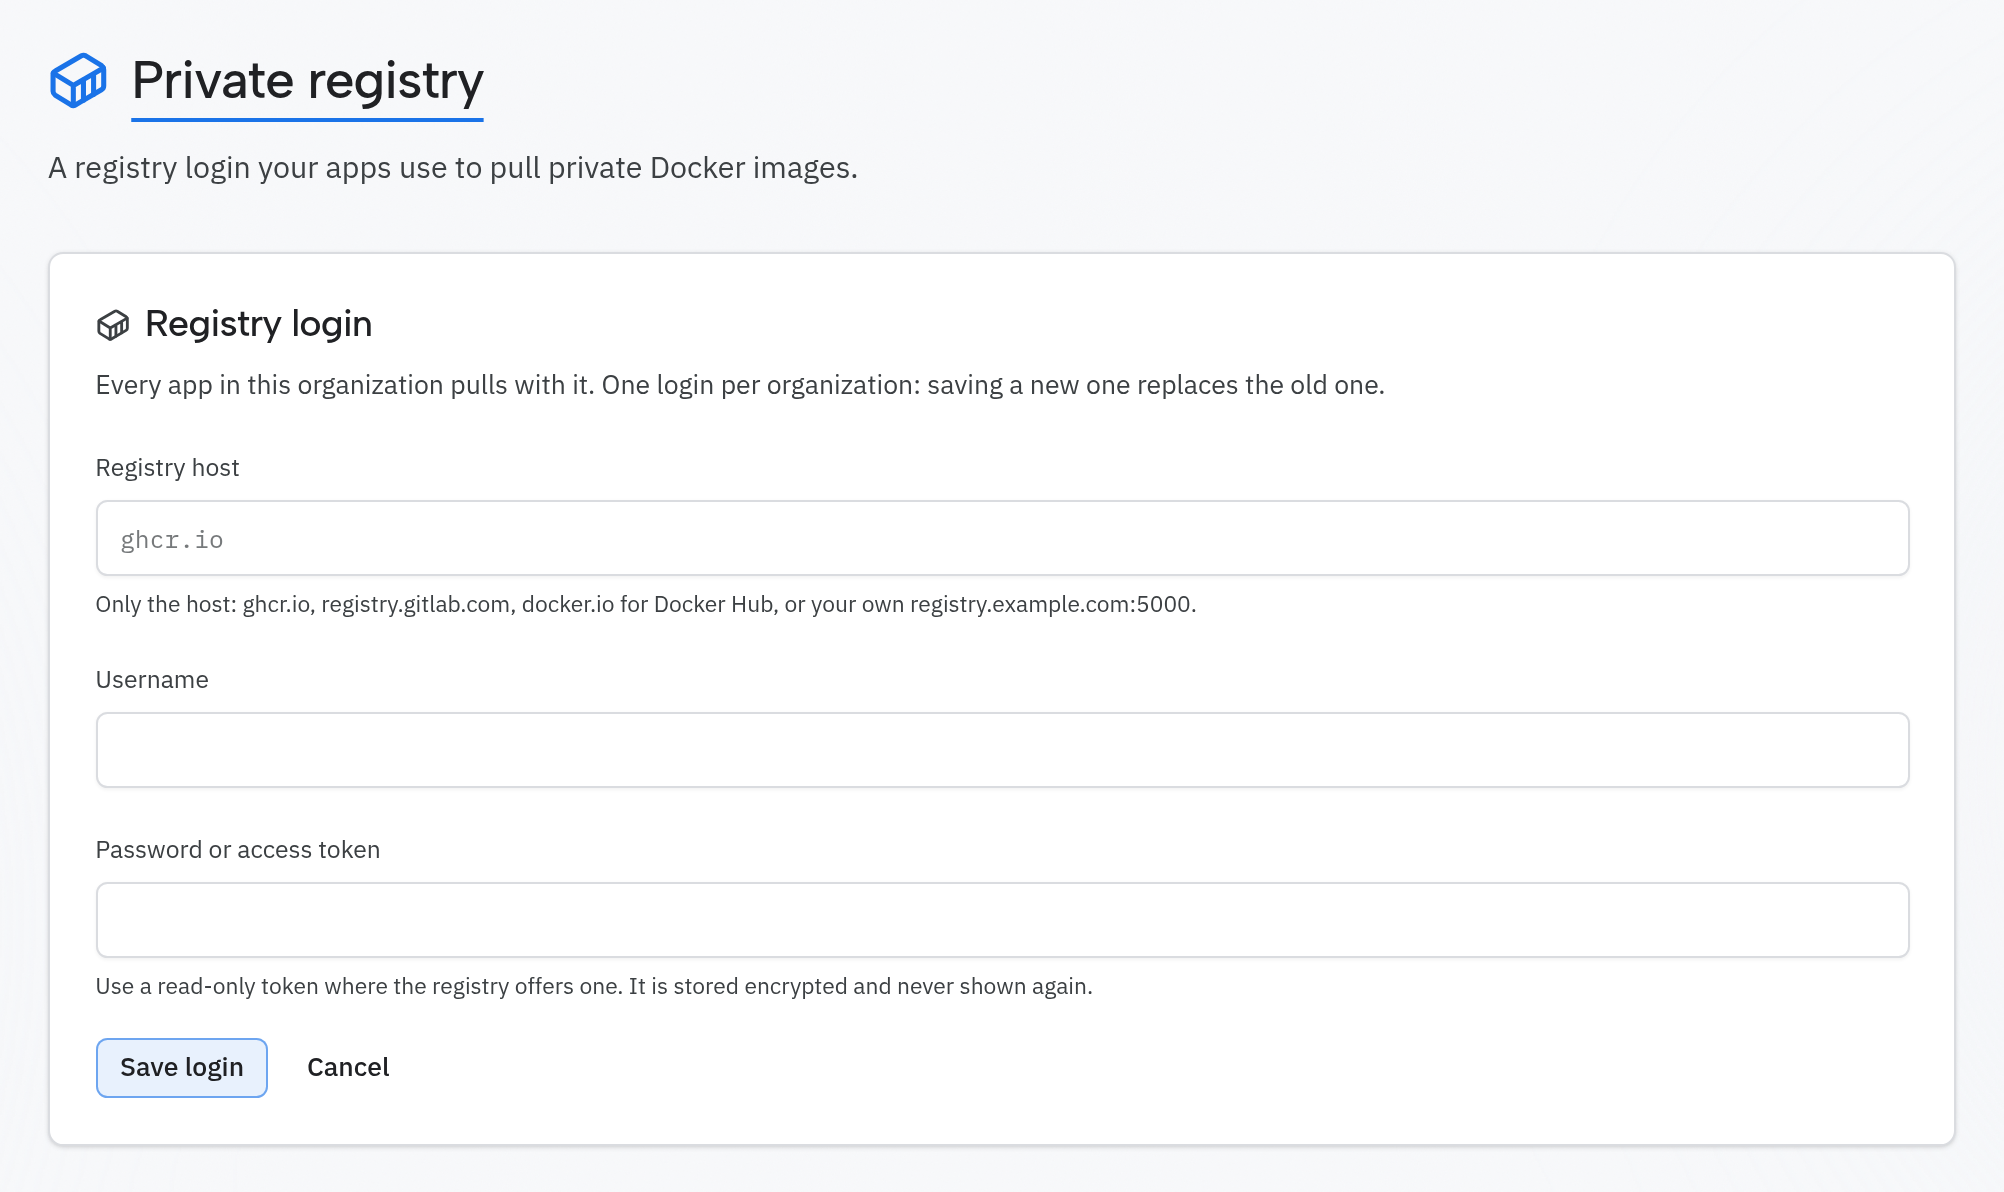 Private registry
A registry login your apps use to pull private Docker images.
Registry login
Every app in this organization pulls with it. One login per organization: saving a new one replaces the old one.
Registry host
ghcr.io
Only the host: ghcr.io, registry.gitlab.com, docker.io for Docker Hub, or your own registry.example.com:5000.
Username
Password or access token
Use a read-only token where the registry offers one. It is stored encrypted and never shown again.
Save login Cancel